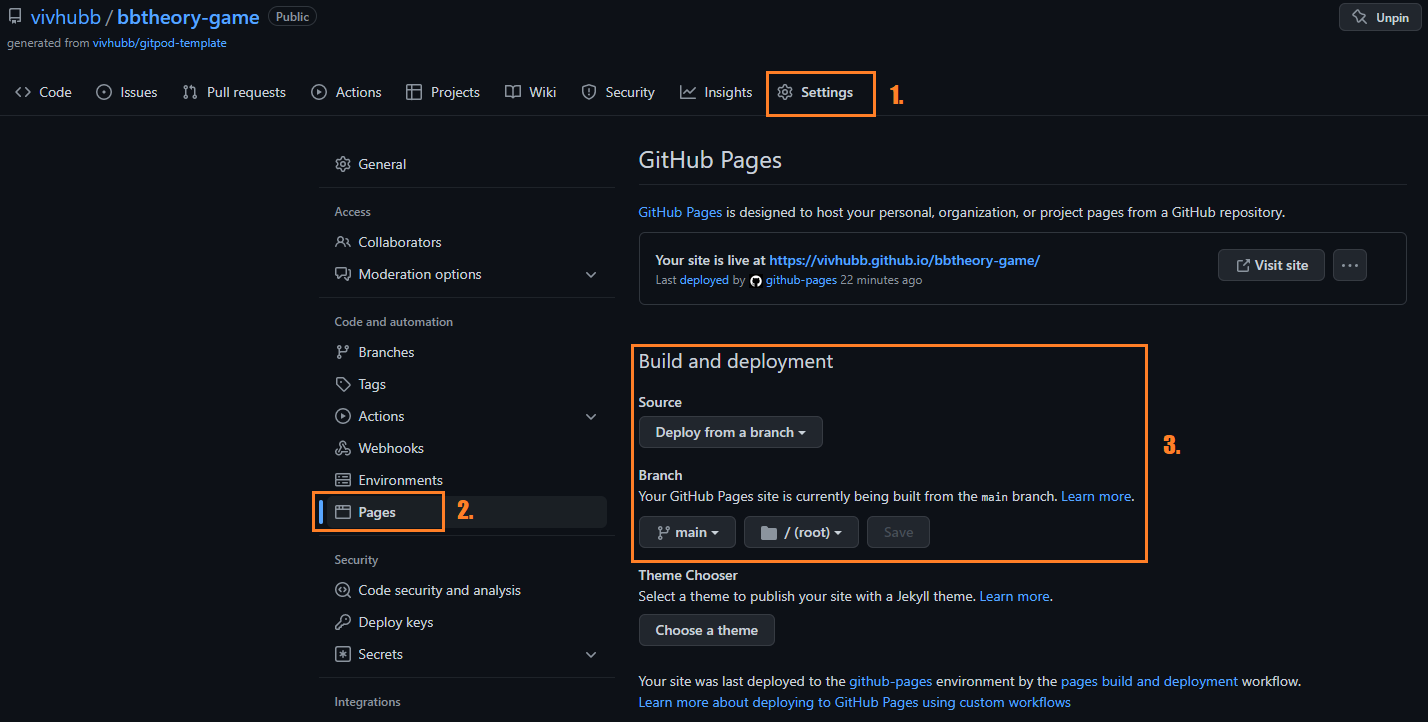 vivhubb / bbtheory-game Public
Unpin
generated from vivhubb/gitpod-template
Code Issues Pull requests Actions Projects Wiki Security Insights Settings 1.
General
Access
Collaborators
Moderation options
Code and automation
Branches
Tags
Actions
Webhooks
Environments
Pages 2.
Security
Code security and analysis
Deploy keys
Secrets
Integrations
GitHub Pages
GitHub Pages is designed to host your personal, organization, or project pages from a GitHub repository.
Your site is live at https://vivhubb.github.io/bbtheory-game/
Last deployed by github-pages 22 minutes ago
Visit site
Build and deployment
Source
Deploy from a branch
3.
Branch
Your GitHub Pages site is currently being built from the main branch. Learn more.
main / (root) Save
Theme Chooser
Select a theme to publish your site with a Jekyll theme. Learn more.
Choose a theme
Your site was last deployed to the github-pages environment by the pages build and deployment workflow.
Learn more about deploying to GitHub Pages using custom workflows